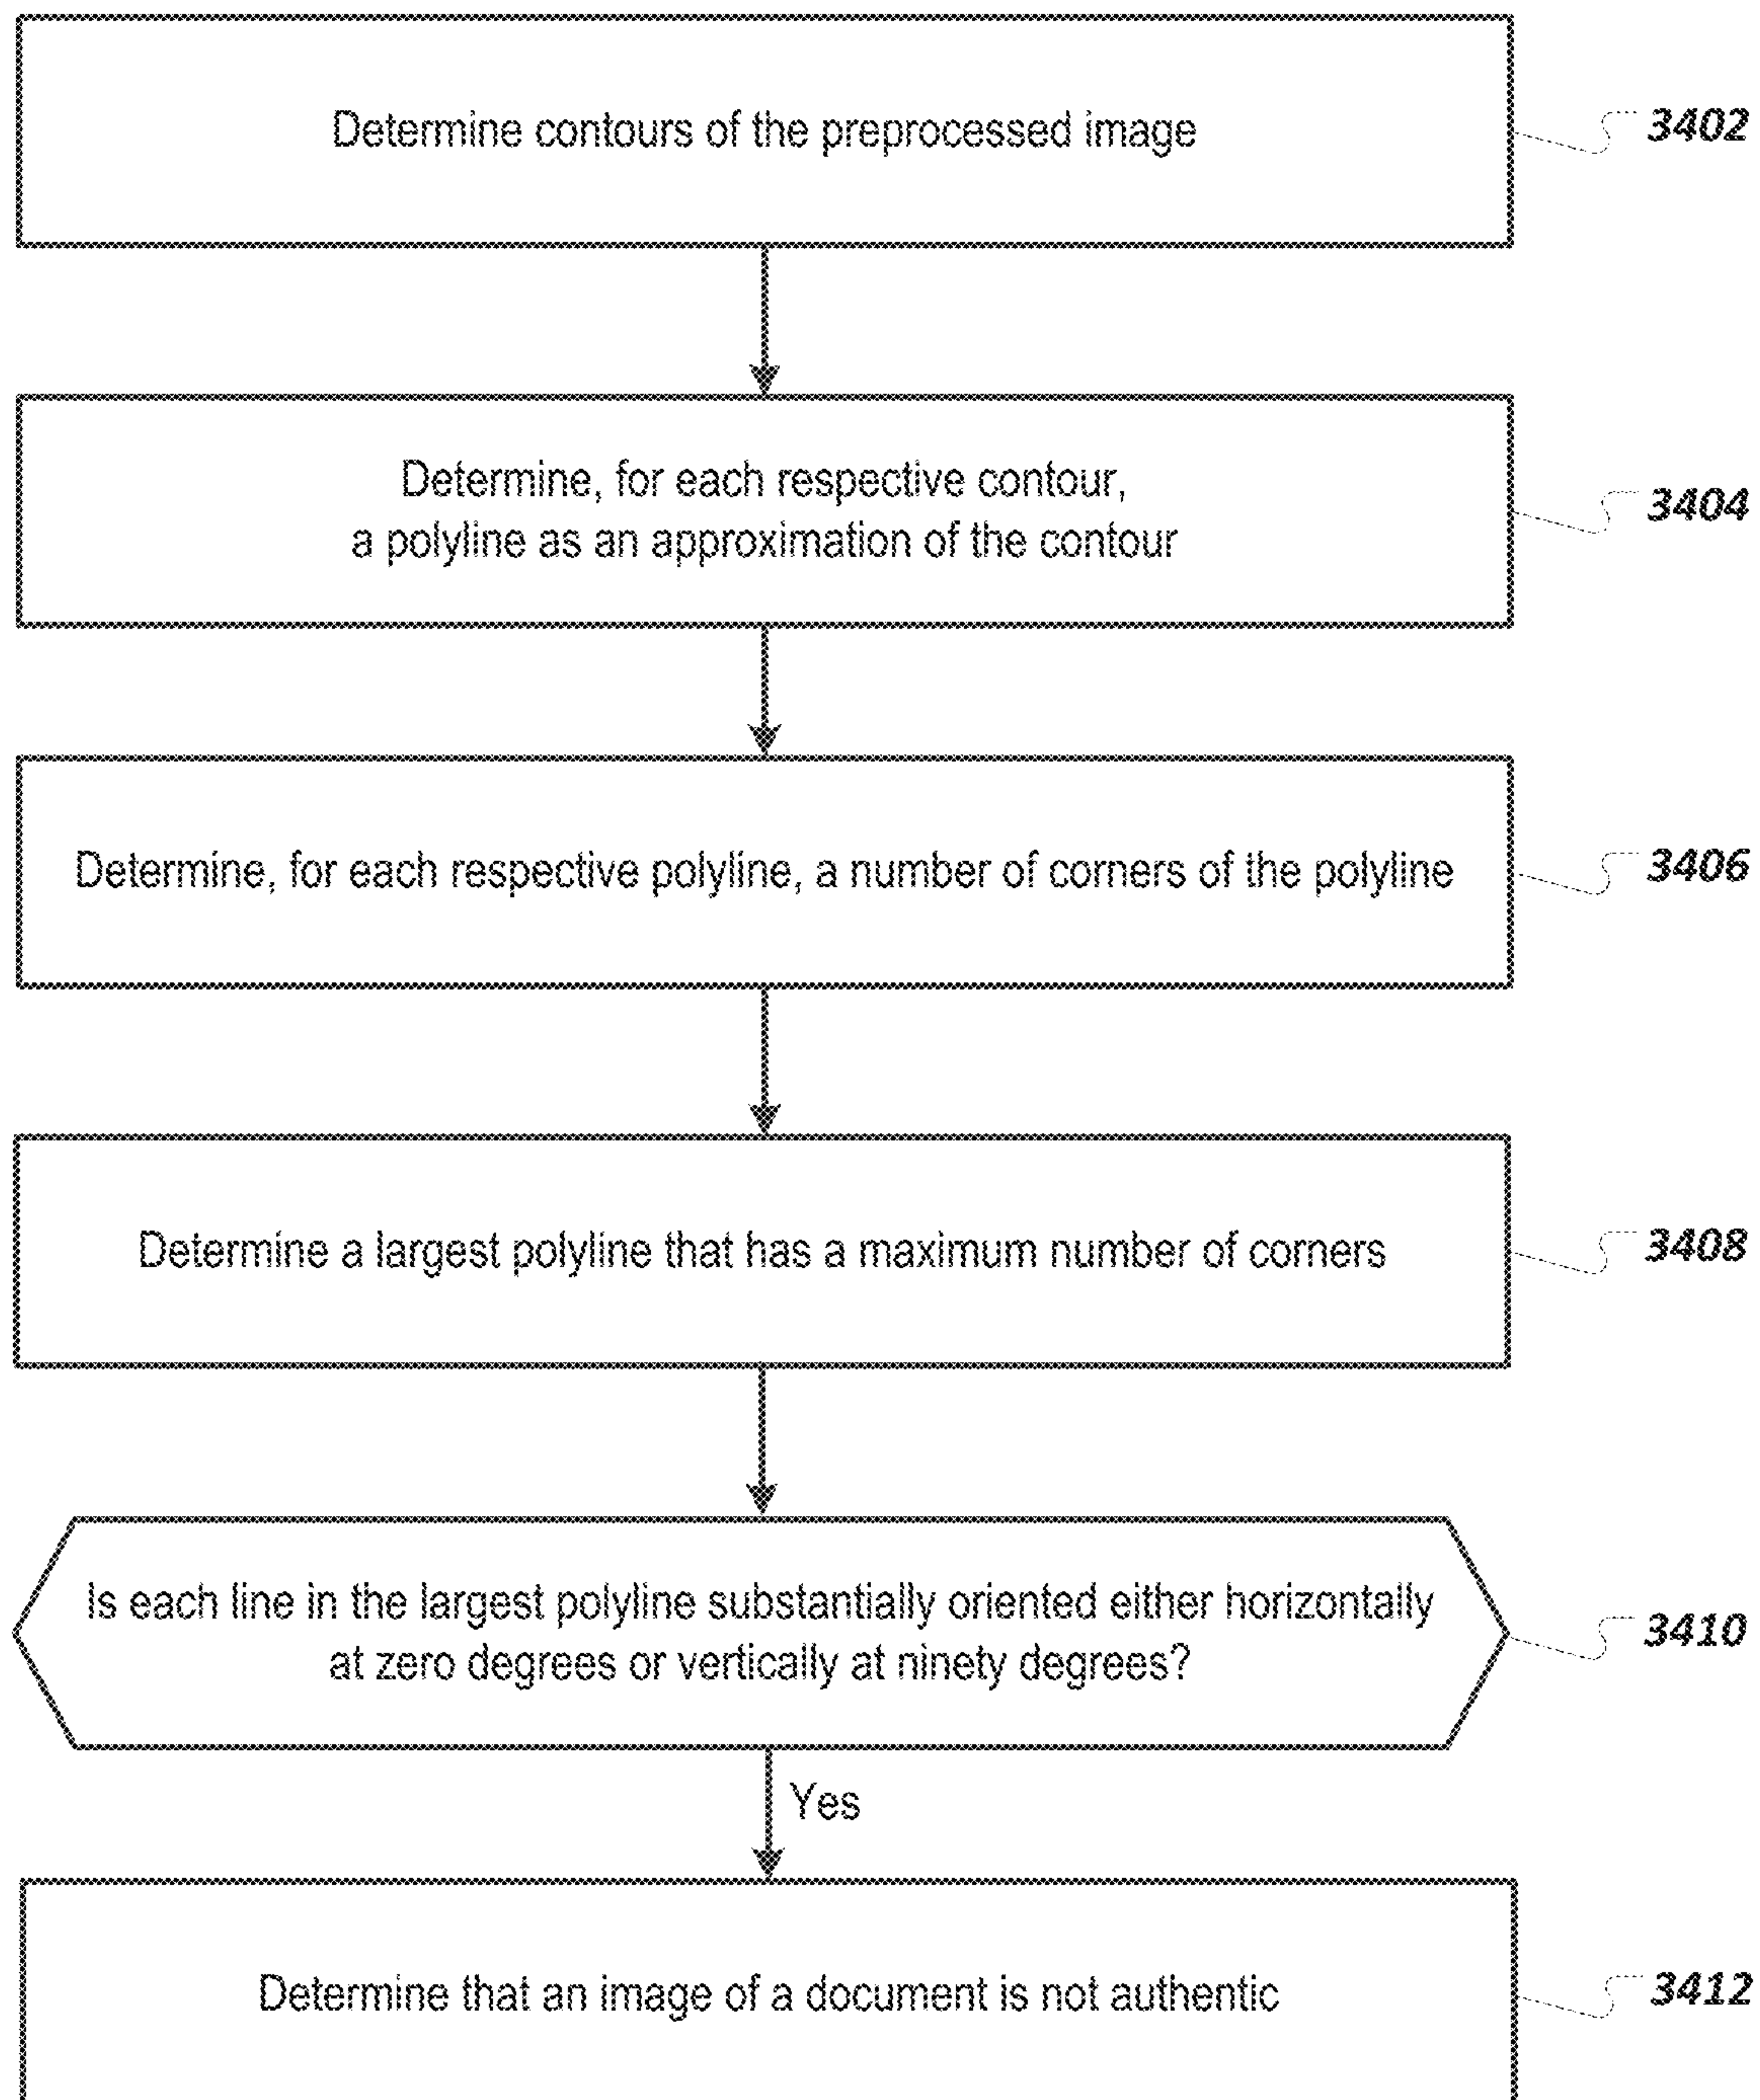 Determine contours of the preprocessed image
3402
Determine, for each respective contour,
a polyline as an approximation of the contour
3404
Determine, for each respective polyline, a number of corners of the polyline
3406
Determine a largest polyline that has a maximum number of corners
3408
Is each line in the largest polyline substantially oriented either horizontally
at zero degrees or vertically at ninety degrees?
3410
Yes
Determine that an image of a document is not authentic
3412